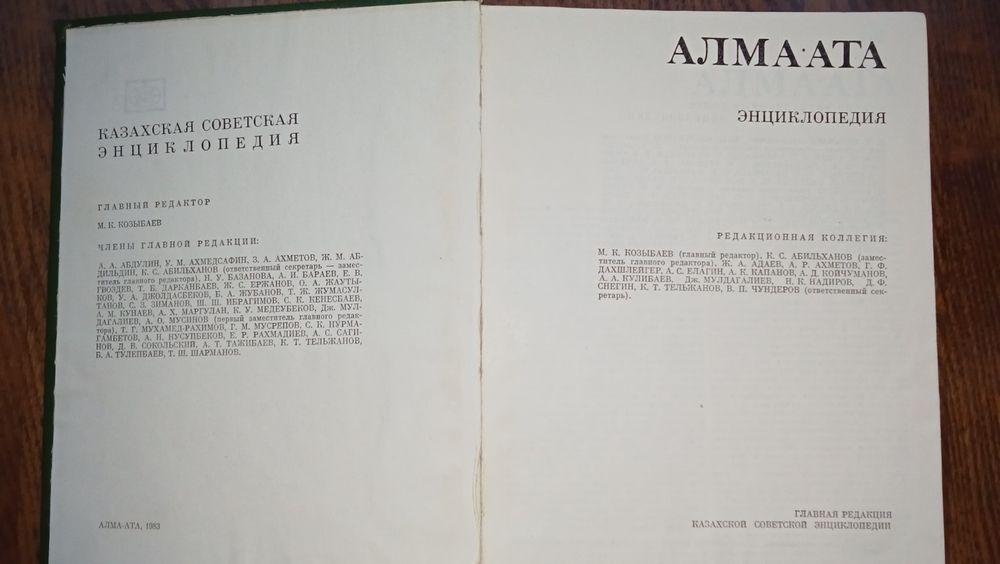 КАЗАХСКАЯ СОВЕТСКАЯ
ЭНЦИКЛОПЕДИЯ
ГЛАВНЫЙ РЕДАКТОР
М. К. КОЗЫБАЕВ
ЧЛЕНЫ ГЛАВНОЙ РЕДАКЦИИ:
А. А. АБДУЛИН, У. М. АХМЕДСАФИН, З. А. АХМЕТОВ, Ж. М. АБ-
ДИЛЬДИН, К. С. АБИЛЬХАНОВ (ответственный секретарь — замес-
титель главного редактора), Н. У. БАЗАНОВА, А. И. БАРАЕВ, Е. В.
ГВОЗДЕВ, Т. Б. ДАРКАНБАЕВ, Ж. С. ЕРЖАНОВ, О. А. ЖАУТЫ-
КОВ, У. А. ДЖОЛДАСБЕКОВ, Б. А. ЖУБАНОВ, Т. Ж. ЖУМАСУЛ-
ТАНОВ, С. З. ЗИМАНОВ, Ш. Ш. ИБРАГИМОВ, С. К. КЕНЕСБАЕВ,
А. М. КУНАЕВ, А. Х. МАРГУЛАН, К. У. МЕДЕУБЕКОВ, Дж. МУЛ-
ДАГАЛИЕВ, А. О. МУСИНОВ (первый заместитель главного редак-
тора), Т. Г. МУХАМЕД-РАХИМОВ, Г. М. МУСРЕПОВ, С. К. НУРМА-
ГАМБЕТОВ, А. Н. НУСУПБЕКОВ, Е. Р. РАХМАДИЕВ, А. С. САГИ-
НОВ, Д. В. СОКОЛЬСКИЙ, А. Т. ТАЖИБАЕВ, К. Т. ТЕЛЬЖАНОВ,
Б. А. ТУЛЕПБАЕВ, Т. Ш. ШАРМАНОВ.
АЛМА-АТА, 1983
АЛМА·АТА
ЭНЦИКЛОПЕДИЯ
РЕДАКЦИОННАЯ КОЛЛЕГИЯ:
М. К. КОЗЫБАЕВ (главный редактор), К. С. АБИЛЬХАНОВ (замес-
титель главного редактора), Ж. А. АДАЕВ, А. Р. АХМЕТОВ, Г. Ф.
ДАХШЛЕЙГЕР, А. С. ЕЛАГИН, А. К. КАПАНОВ, А. Д. КОЙЧУМАНОВ,
А. А. КУЛИБАЕВ, Дж. МУЛДАГАЛИЕВ, Н. К. НАДИРОВ, Д. Ф.
СНЕГИН, К. Т. ТЕЛЬЖАНОВ, В. П. ЧУНДЕРОВ (ответственный сек-
ретарь).
ГЛАВНАЯ РЕДАКЦИЯ
КАЗАХСКОЙ СОВЕТСКОЙ ЭНЦИКЛОПЕДИИ